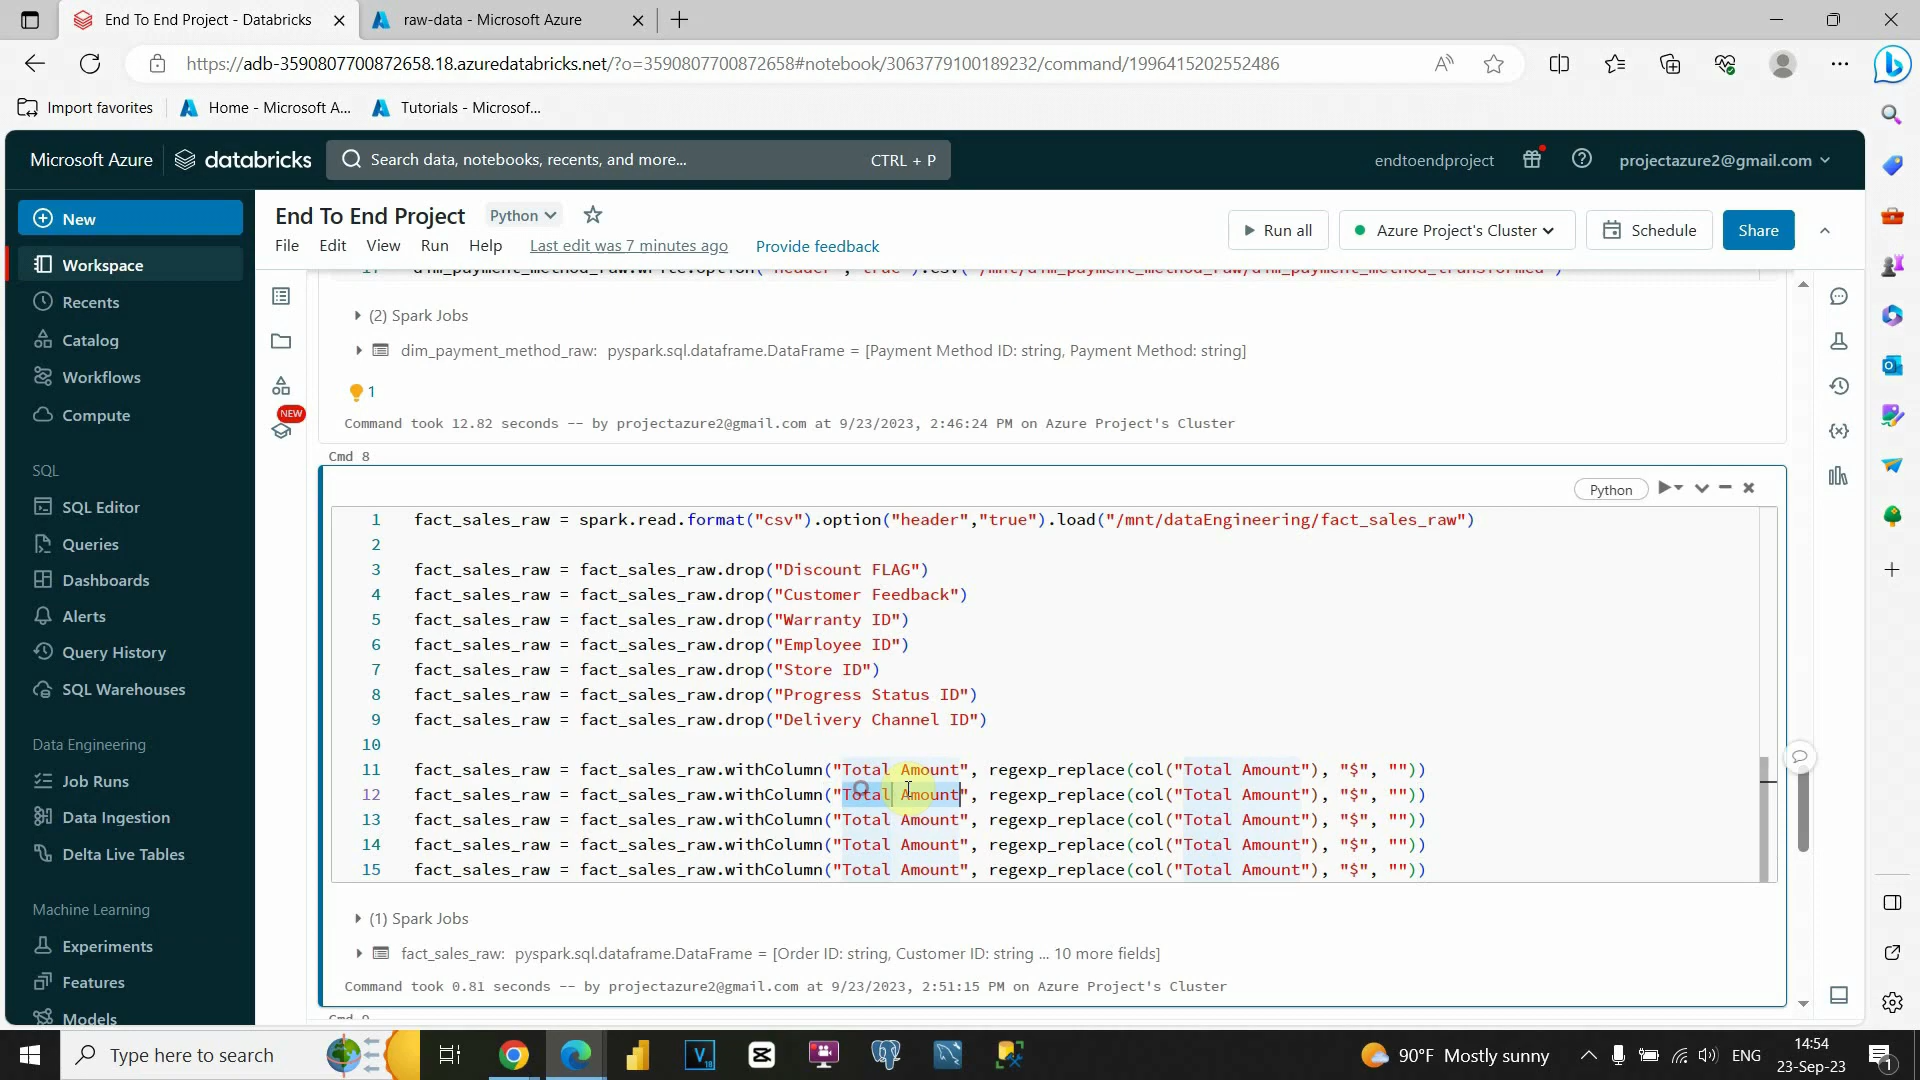 End To End Project - Databricks
raw-data - Microsoft Azure
https://adb-3590807700872658.18.azuredatabricks.net/?o=3590807700872658#notebook/3063779100189232/command/1996415202552486
Import favorites
Home - Microsoft A...
Tutorials - Microsof...
Microsoft Azure
databricks
Search data, notebooks, recents, and more...
CTRL + P
endtoendproject
projectazure2@gmail.com
New
Workspace
Recents
Catalog
Workflows
Compute
SQL
SQL Editor
Queries
Dashboards
Alerts
Query History
SQL Warehouses
Data Engineering
Job Runs
Data Ingestion
Delta Live Tables
Machine Learning
Experiments
Features
Models
End To End Project
Python
File Edit View Run Help Last edit was 7 minutes ago Provide feedback
Run all
Azure Project's Cluster
Schedule
Share
NEW
17 dim_payment_method_raw.write.option("header","true").csv("/mnt/dim_payment_method_raw/dim_payment_method_transformed")
(2) Spark Jobs
dim_payment_method_raw: pyspark.sql.dataframe.DataFrame = [Payment Method ID: string, Payment Method: string]
1
Command took 12.82 seconds -- by projectazure2@gmail.com at 9/23/2023, 2:46:24 PM on Azure Project's Cluster
Cmd 8
Python
1 fact_sales_raw = spark.read.format("csv").option("header","true").load("/mnt/dataEngineering/fact_sales_raw")
2
3 fact_sales_raw = fact_sales_raw.drop("Discount FLAG")
4 fact_sales_raw = fact_sales_raw.drop("Customer Feedback")
5 fact_sales_raw = fact_sales_raw.drop("Warranty ID")
6 fact_sales_raw = fact_sales_raw.drop("Employee ID")
7 fact_sales_raw = fact_sales_raw.drop("Store ID")
8 fact_sales_raw = fact_sales_raw.drop("Progress Status ID")
9 fact_sales_raw = fact_sales_raw.drop("Delivery Channel ID")
10
11 fact_sales_raw = fact_sales_raw.withColumn("Total Amount", regexp_replace(col("Total Amount"), "$", ""))
12 fact_sales_raw = fact_sales_raw.withColumn("Total Amount", regexp_replace(col("Total Amount"), "$", ""))
13 fact_sales_raw = fact_sales_raw.withColumn("Total Amount", regexp_replace(col("Total Amount"), "$", ""))
14 fact_sales_raw = fact_sales_raw.withColumn("Total Amount", regexp_replace(col("Total Amount"), "$", ""))
15 fact_sales_raw = fact_sales_raw.withColumn("Total Amount", regexp_replace(col("Total Amount"), "$", ""))
(1) Spark Jobs
fact_sales_raw: pyspark.sql.dataframe.DataFrame = [Order ID: string, Customer ID: string ... 10 more fields]
Command took 0.81 seconds -- by projectazure2@gmail.com at 9/23/2023, 2:51:15 PM on Azure Project's Cluster
Cmd 9
Type here to search
90°F Mostly sunny
ENG
14:54
23-Sep-23
1